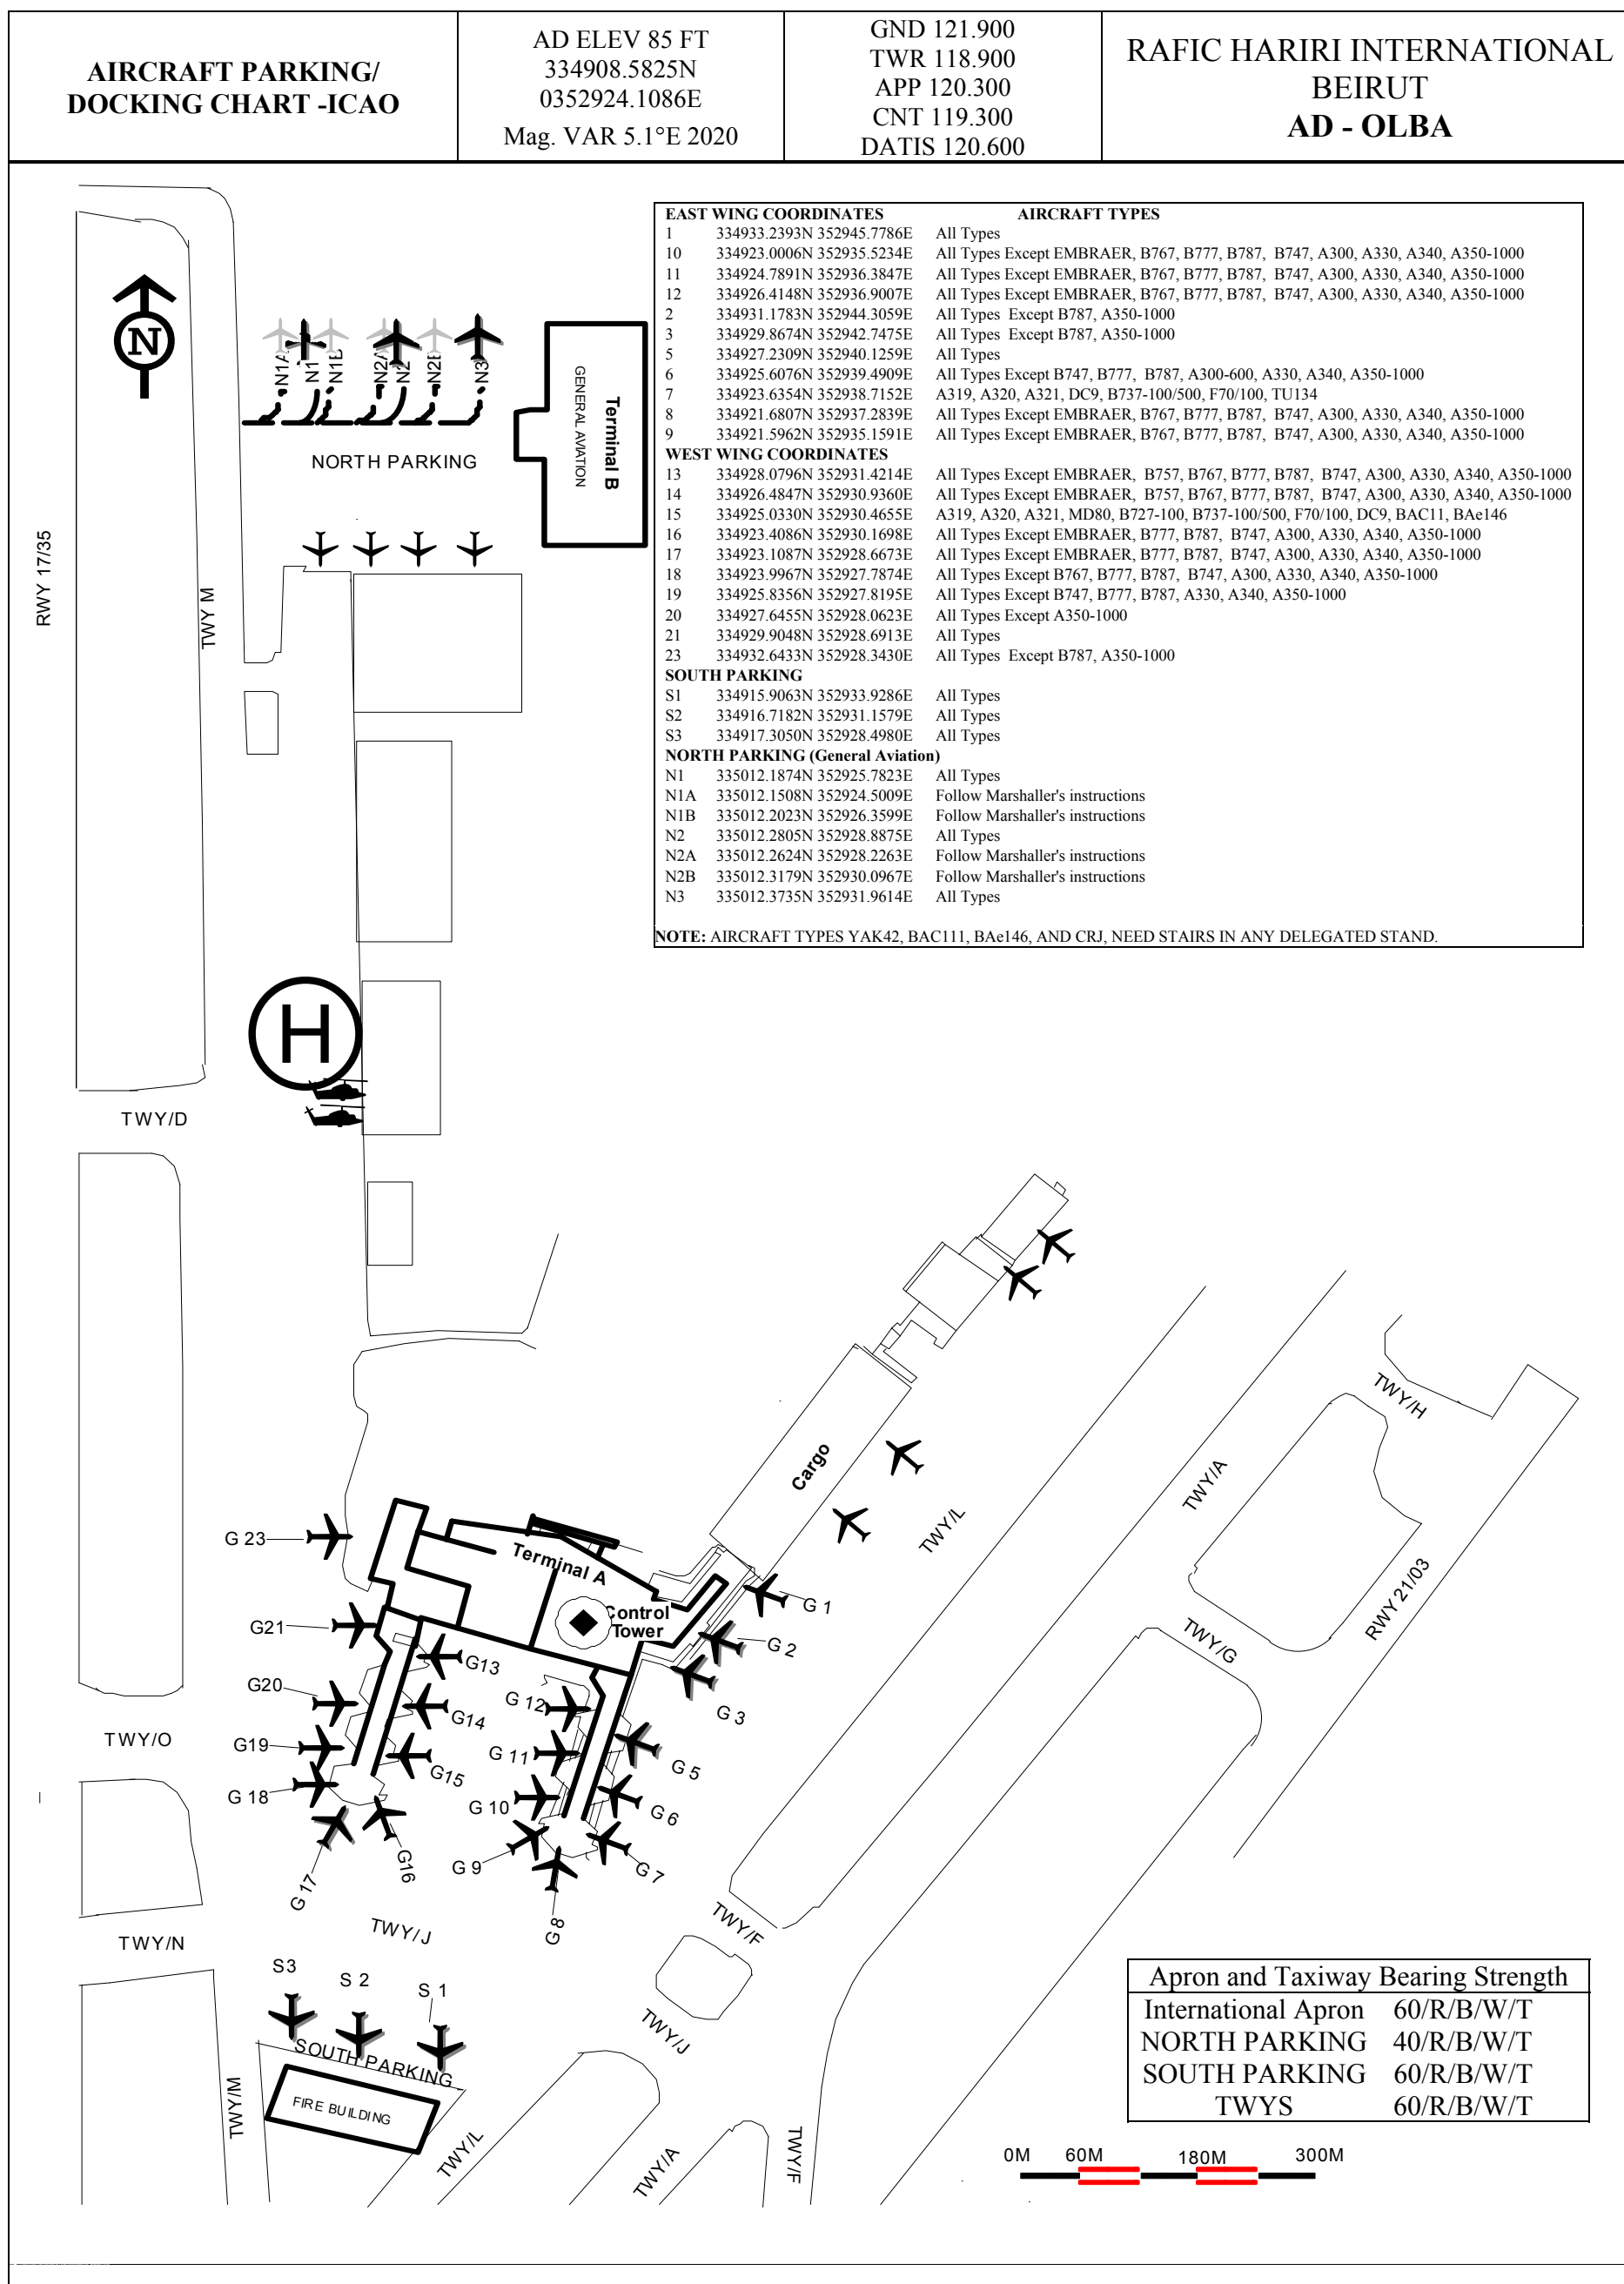 AIRCRAFT PARKING/
DOCKING CHART -ICAO
AD ELEV 85 FT
334908.5825N
0352924.1086E
Mag. VAR 5.1°E 2020
GND 121.900
TWR 118.900
APP 120.300
CNT 119.300
DATIS 120.600
RAFIC HARIRI INTERNATIONAL
BEIRUT
AD - OLBA
EAST WING COORDINATES AIRCRAFT TYPES
1 334933.2393N 352945.7786E All Types
10 334923.0006N 352935.5234E All Types Except EMBRAER, B767, B777, B787, B747, A300, A330, A340, A350-1000
11 334924.7891N 352936.3847E All Types Except EMBRAER, B767, B777, B787, B747, A300, A330, A340, A350-1000
12 334926.4148N 352936.9007E All Types Except EMBRAER, B767, B777, B787, B747, A300, A330, A340, A350-1000
2 334931.1783N 352944.3059E All Types Except B787, A350-1000
3 334929.8674N 352942.7475E All Types Except B787, A350-1000
5 334927.2309N 352940.1259E All Types
6 334925.6076N 352939.4909E All Types Except B747, B777, B787, A300-600, A330, A340, A350-1000
7 334923.6354N 352938.7152E A319, A320, A321, DC9, B737-100/500, F70/100, TU134
8 334921.6807N 352937.2839E All Types Except EMBRAER, B767, B777, B787, B747, A300, A330, A340, A350-1000
9 334921.5962N 352935.1591E All Types Except EMBRAER, B767, B777, B787, B747, A300, A330, A340, A350-1000
WEST WING COORDINATES
13 334928.0796N 352931.4214E All Types Except EMBRAER, B757, B767, B777, B787, B747, A300, A330, A340, A350-1000
14 334926.4847N 352930.9360E All Types Except EMBRAER, B757, B767, B777, B787, B747, A300, A330, A340, A350-1000
15 334925.0330N 352930.4655E A319, A320, A321, MD80, B727-100, B737-100/500, F70/100, DC9, BAC11, BAe146
16 334923.4086N 352930.1698E All Types Except EMBRAER, B777, B787, B747, A300, A330, A340, A350-1000
17 334923.1087N 352928.6673E All Types Except EMBRAER, B777, B787, B747, A300, A330, A340, A350-1000
18 334923.9967N 352927.7874E All Types Except B767, B777, B787, B747, A300, A330, A340, A350-1000
19 334925.8356N 352927.8195E All Types Except B747, B777, B787, A330, A340, A350-1000
20 334927.6455N 352928.0623E All Types Except A350-1000
21 334929.9048N 352928.6913E All Types
23 334932.6433N 352928.3430E All Types Except B787, A350-1000
SOUTH PARKING
S1 334915.9063N 352933.9286E All Types
S2 334916.7182N 352931.1579E All Types
S3 334917.3050N 352928.4980E All Types
NORTH PARKING (General Aviation)
N1 335012.1874N 352925.7823E All Types
N1A 335012.1508N 352924.5009E Follow Marshaller's instructions
N1B 335012.2023N 352926.3599E Follow Marshaller's instructions
N2 335012.2805N 352928.8875E All Types
N2A 335012.2624N 352928.2263E Follow Marshaller's instructions
N2B 335012.3179N 352930.0967E Follow Marshaller's instructions
N3 335012.3735N 352931.9614E All Types
NOTE: AIRCRAFT TYPES YAK42, BAC111, BAe146, AND CRJ, NEED STAIRS IN ANY DELEGATED STAND.
N
N1A
N1
N1B
N2A
N2
N2B
N3
NORTH PARKING
Terminal B
GENERAL AVIATION
RWY 17/35
TWY M
H
TWY/D
Cargo
TWY/H
TWY/A
TWY/L
RWY 21/03
TWY/G
G 23
Terminal A
Control
Tower
G 1
G21
G 2
G13
G20
G 12
G14
G 3
TWY/O
G19
G 11
G 5
G15
G 18
G 10
G 6
G 17
G16
G 9
G 7
G 8
TWY/J
TWY/F
TWY/N
S3
S 2
S 1
SOUTH PARKING
FIRE BUILDING
TWY/J
TWY/M
TWY/L
TWY/A
TWY/F
Apron and Taxiway Bearing Strength
International Apron 60/R/B/W/T
NORTH PARKING 40/R/B/W/T
SOUTH PARKING 60/R/B/W/T
TWYS 60/R/B/W/T
0M 60M 180M 300M